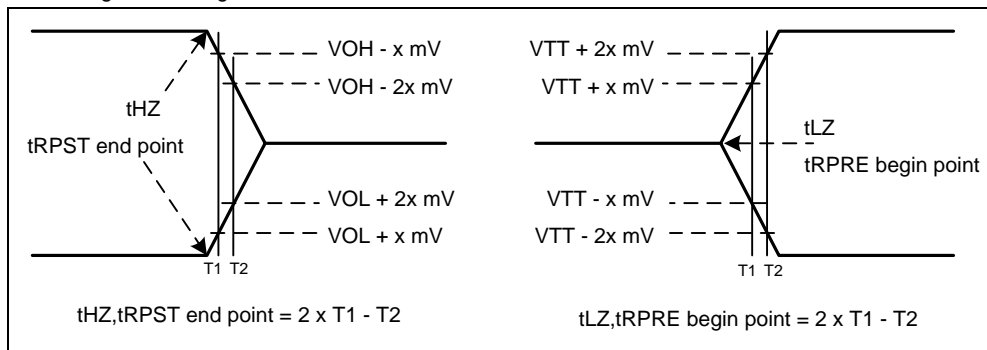 VOH - x mV
VOH - 2x mV
tHZ
tRPST end point
VOL + 2x mV
VOL + x mV
T1 T2
tHZ,tRPST end point = 2 x T1 - T2
VTT + 2x mV
VTT + x mV
tLZ
tRPRE begin point
VTT - x mV
VTT - 2x mV
T1 T2
tLZ,tRPRE begin point = 2 x T1 - T2